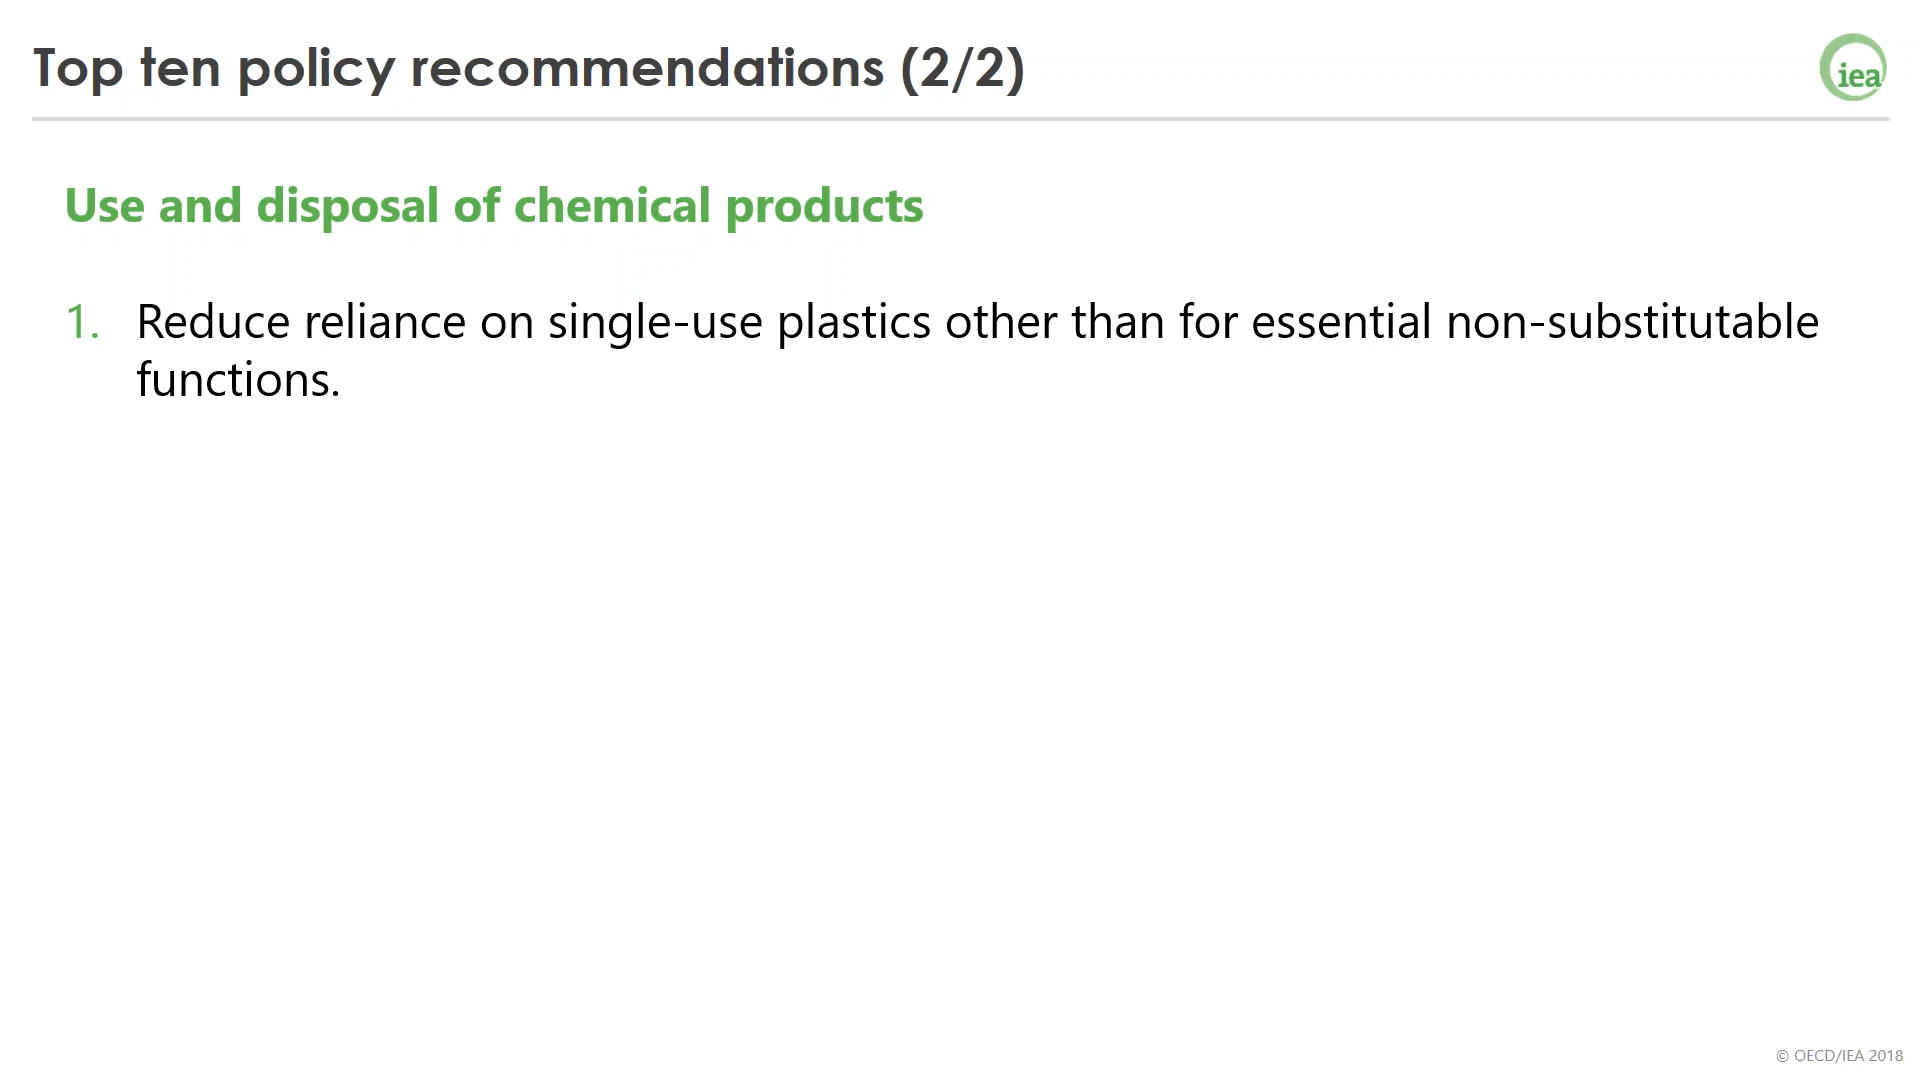 Top ten policy recommendations (2/2)
iea
Use and disposal of chemical products
1. Reduce reliance on single-use plastics other than for essential non-substitutable
functions.
© OECD/IEA 2018